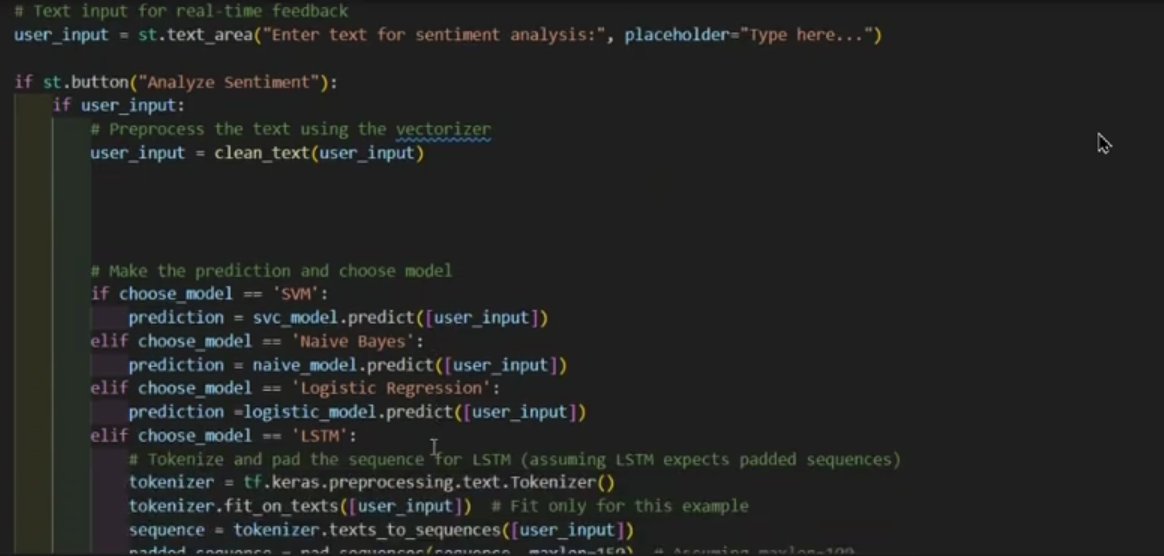 # Text input for real-time feedback
user_input = st.text_area("Enter text for sentiment analysis:", placeholder="Type here...")
if st.button("Analyze Sentiment"):
if user_input:
# Preprocess the text using the vectorizer
user_input = clean_text(user_input)
# Make the prediction and choose model
if choose_model == 'SVM':
prediction = svc_model.predict([user_input])
elif choose_model == 'Naive Bayes':
prediction = naive_model.predict([user_input])
elif choose_model == 'Logistic Regression':
prediction =logistic_model.predict([user_input])
elif choose_model == 'LSTM':
# Tokenize and pad the sequence for LSTM (assuming LSTM expects padded sequences)
tokenizer = tf.keras.preprocessing.text.Tokenizer()
tokenizer.fit_on_texts([user_input]) # Fit only for this example
sequence = tokenizer.texts_to_sequences([user_input])